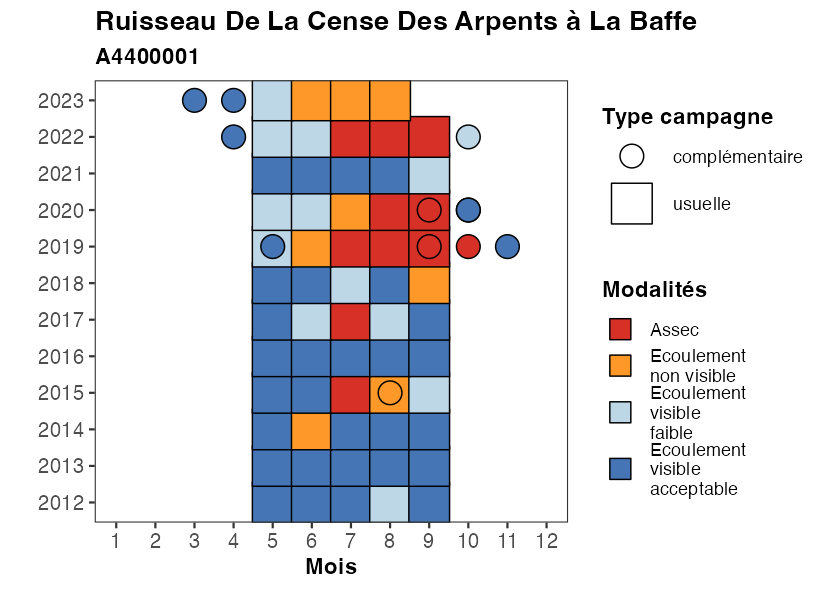 Ruisseau De La Cense Des Arpents à La Baffe
A4400001
2023
2022
2021
2020
2019
2018
2017
2016
2015
2014
2013
2012
1 2 3 4 5 6 7 8 9 10 11 12
Mois
Type campagne
complémentaire
usuelle
Modalités
Assec
Ecoulement
non visible
Ecoulement
visible
faible
Ecoulement
visible
acceptable